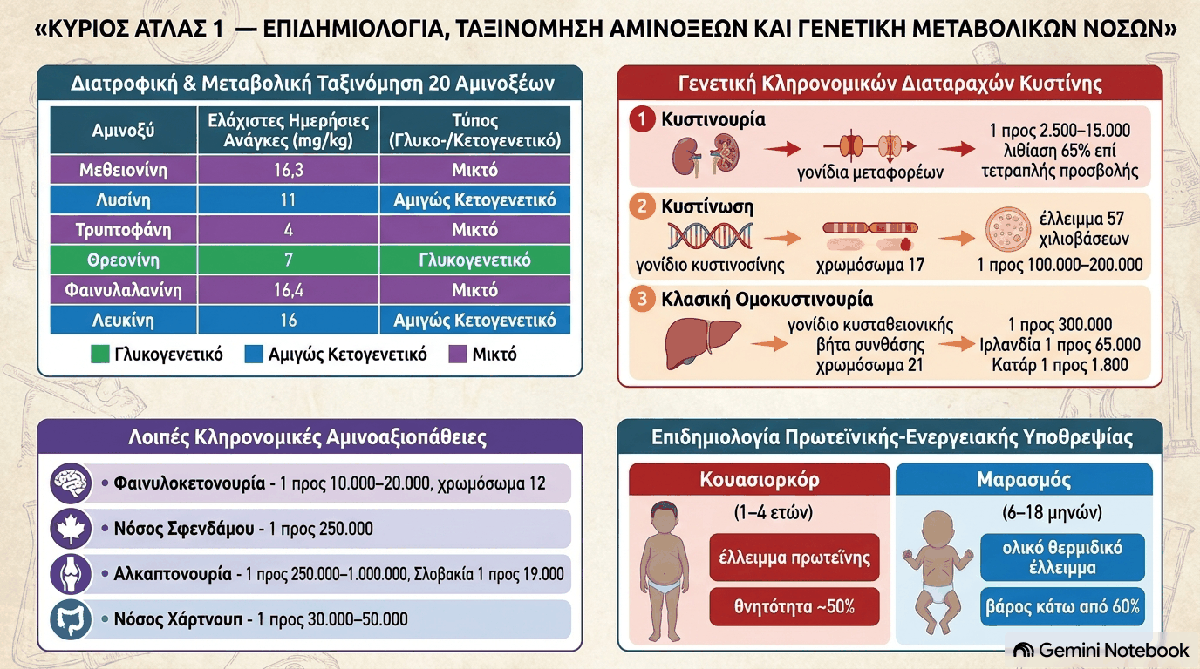 «ΚΥΡΙΟΣ ΑΤΛΑΣ 1 — ΕΠΙΔΗΜΙΟΛΟΓΙΑ, ΤΑΞΙΝΟΜΗΣΗ ΑΜΙΝΟΞΕΩΝ ΚΑΙ ΓΕΝΕΤΙΚΗ ΜΕΤΑΒΟΛΙΚΩΝ ΝΟΣΩΝ»
Διατροφική & Μεταβολική Ταξινόμηση 20 Αμινοξέων
Αμινοξύ
Ελάχιστες Ημερήσιες
Ανάγκες (mg/kg)
Τύπος
(Γλυκο-/Κετογενετικό)
Μεθειονίνη 16,3 Μικτό
Λυσίνη 11 Αμιγώς Κετογενετικό
Τρυπτοφάνη 4 Μικτό
Θρεονίνη 7 Γλυκογενετικό
Φαινυλαλανίνη 16,4 Μικτό
Λευκίνη 16 Αμιγώς Κετογενετικό
Γλυκογενετικό Αμιγώς Κετογενετικό Μικτό
Γενετική Κληρονομικών Διαταραχών Κυστίνης
1 Κυστινουρία
γονίδια μεταφορέων
1 προς 2.500–15.000
λιθίαση 65% επί
τετραπλής προσβολής
2 Κυστίνωση
γονίδιο κυστινοσίνης
χρωμόσωμα 17
έλλειμμα 57
χιλιοβάσεων
1 προς 100.000–200.000
3 Κλασική Ομοκυστινουρία
γονίδιο κυσταθειονικής
βήτα συνθάσης
χρωμόσωμα 21
1 προς 300.000
Ιρλανδία 1 προς 65.000
Κατάρ 1 προς 1.800
Λοιπές Κληρονομικές Αμινοαξιοπάθειες
• Φαινυλοκετονουρία - 1 προς 10.000–20.000, χρωμόσωμα 12
• Νόσος Σφενδάμου - 1 προς 250.000
• Αλκαπτονουρία - 1 προς 250.000–1.000.000, Σλοβακία 1 προς 19.000
• Νόσος Χάρτνουπ - 1 προς 30.000–50.000
Επιδημιολογία Πρωτεϊνικής-Ενεργειακής Υποθρεψίας
Κουασιορκόρ
(1–4 ετών)
έλλειμμα πρωτεΐνης
θνητότητα ~50%
Μαρασμός
(6–18 μηνών)
ολικό θερμιδικό
έλλειμμα
βάρος κάτω από 60%
Gemini Notebook